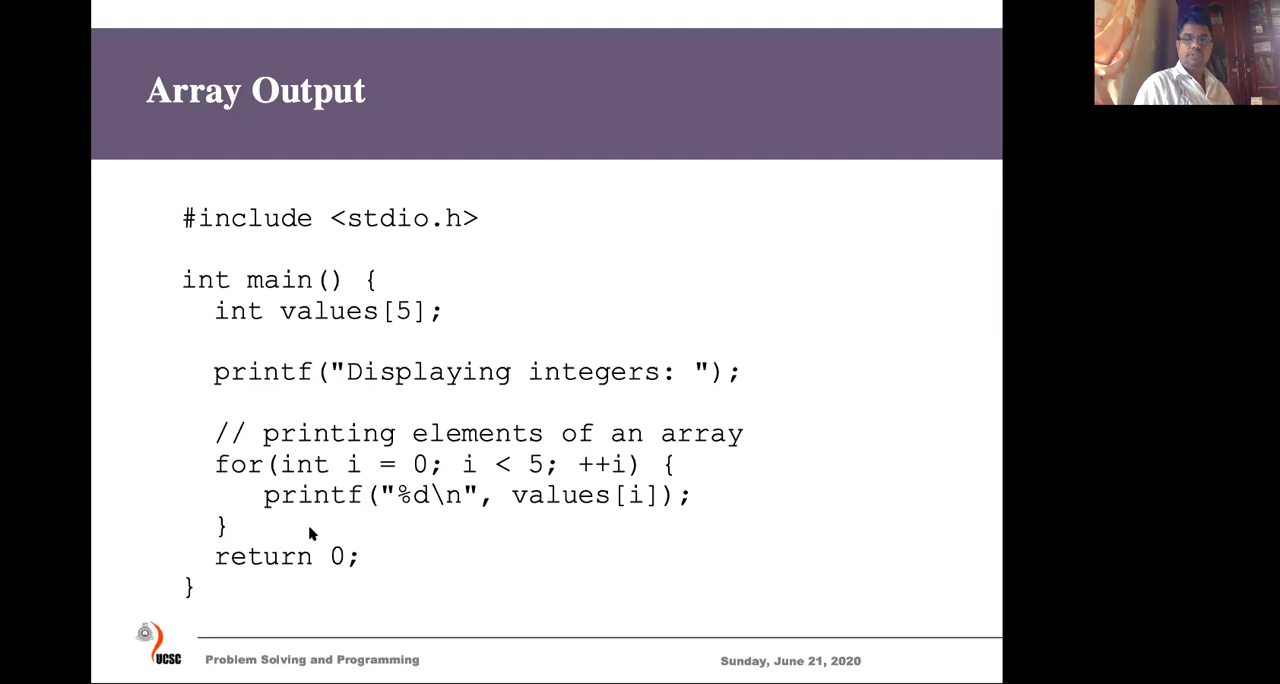 Array Output
#include <stdio.h>
int main() {
int values[5];
printf("Displaying integers: ");
// printing elements of an array
for(int i = 0; i < 5; ++i) {
printf("%d\n", values[i]);
}
return 0;
}
UCSC
Problem Solving and Programming
Sunday, June 21, 2020